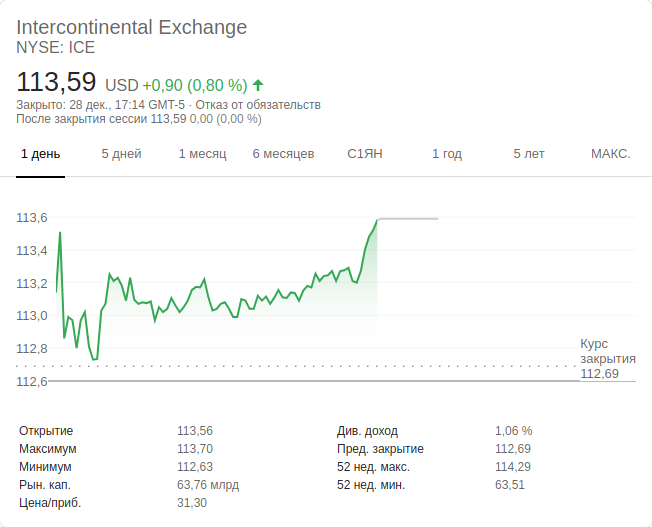 Intercontinental Exchange
NYSE: ICE
113,59 USD +0,90 (0,80 %)
Закрыто: 28 дек., 17:14 GMT-5 · Отказ от обязательств
После закрытия сессии 113,59 0,00 (0,00 %)
1 день 5 дней 1 месяц 6 месяцев С1ЯН 1 год 5 лет МАКС.
113,6
113,4
113,2
113,0
112,8
112,6
Курс
закрытия
112,69
Открытие 113,56 Див. доход 1,06 %
Максимум 113,70 Пред. закрытие 112,69
Минимум 112,63 52 нед. макс. 114,29
Рын. кап. 63,76 млрд 52 нед. мин. 63,51
Цена/приб. 31,30